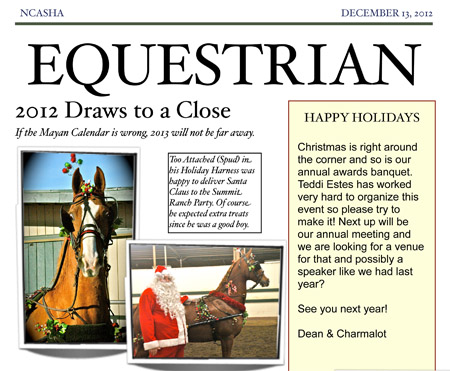 NCASHA DECEMBER 13, 2012
EQUESTRIAN
2012 Draws to a Close
If the Mayan Calendar is wrong, 2013 will not be far away.
Too Attached (Spud) in
his Holiday Harness was
happy to deliver Santa
Claus to the Summit
Ranch Party. Of course
he expected extra treats
since he was a good boy.
HAPPY HOLIDAYS
Christmas is right around
the corner and so is our
annual awards banquet.
Teddi Estes has worked
very hard to organize this
event so please try to
make it! Next up will be
our annual meeting and
we are looking for a venue
for that and possibly a
speaker like we had last
year?
See you next year!
Dean & Charmalot